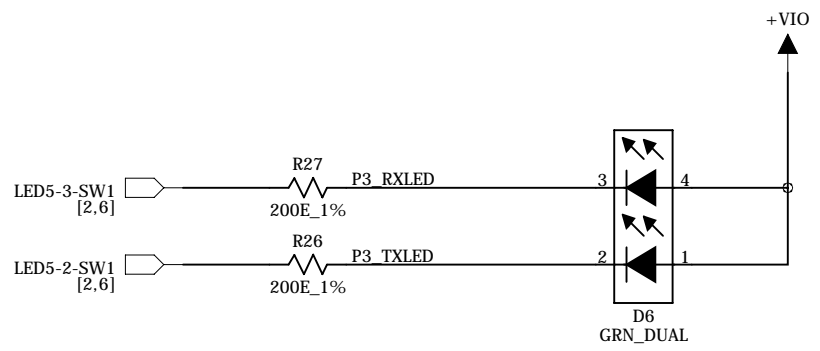 +VIO
R27
LED5-3-SW1
[2,6]
P3_RXLED
200E_1%
3
4
R26
LED5-2-SW1
[2,6]
P3_TXLED
200E_1%
2
1
D6
GRN_DUAL